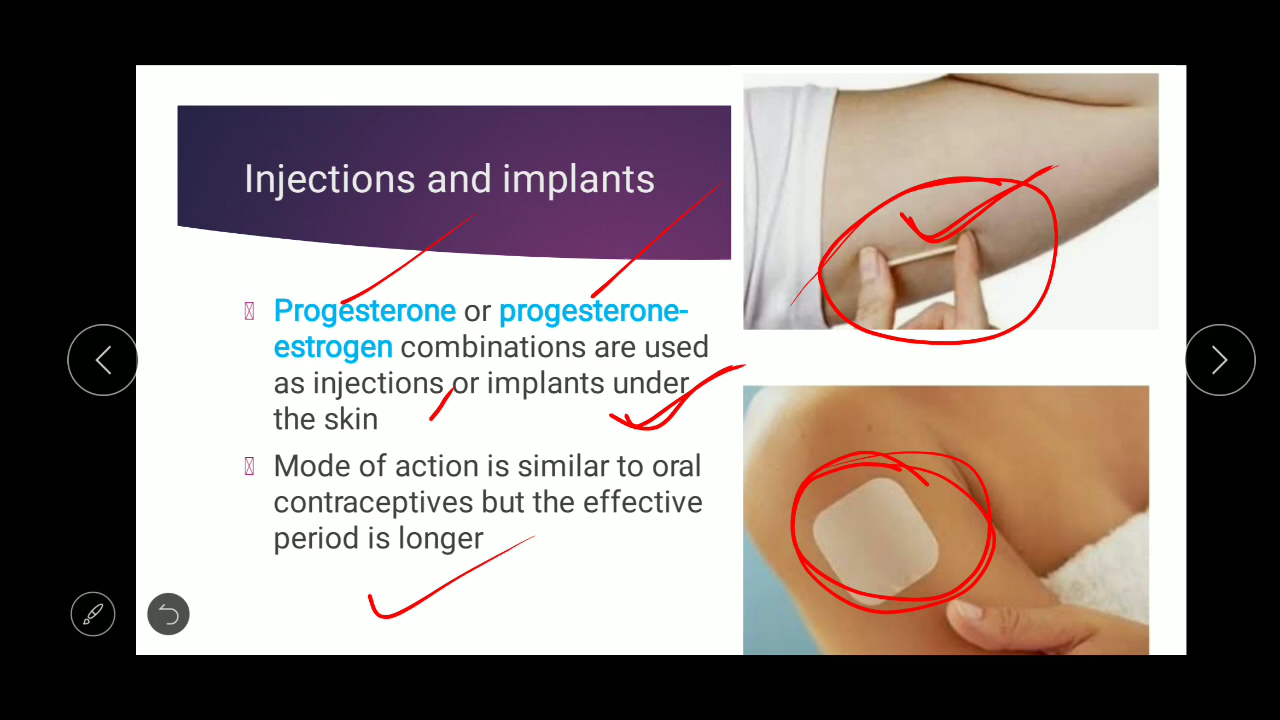 Injections and implants
Progesterone or progesterone-
estrogen combinations are used
as injections or implants under
the skin
Mode of action is similar to oral
contraceptives but the effective
period is longer